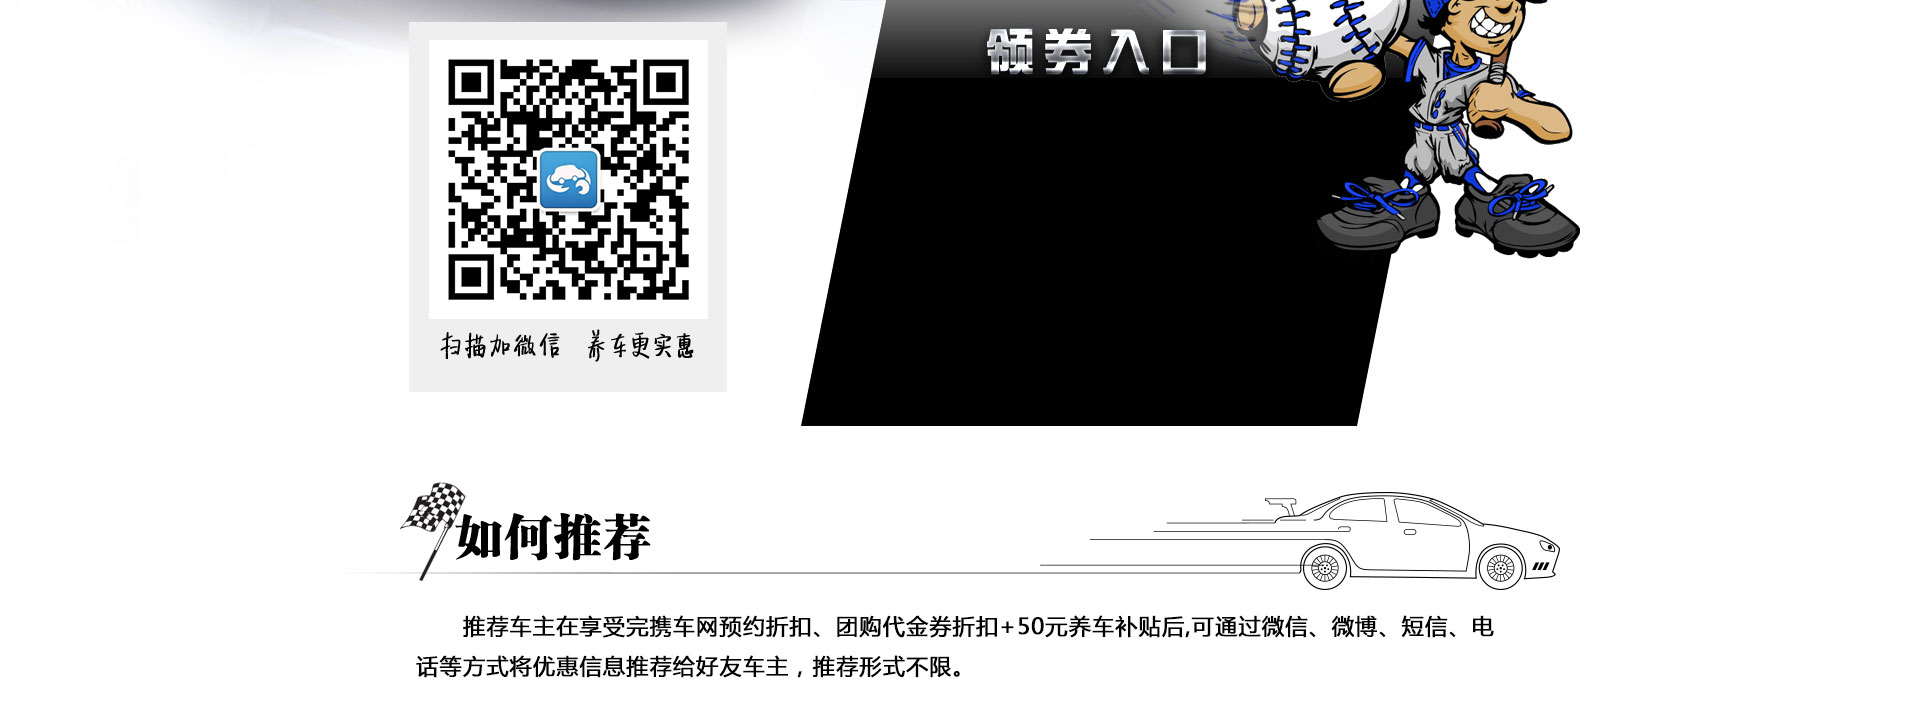 领券入口
扫描加微信 养车更实惠
如何推荐
推荐车主在享受完携车网预约折扣、团购代金券折扣+50元养车补贴后,可通过微信、微博、短信、电
话等方式将优惠信息推荐给好友车主，推荐形式不限。